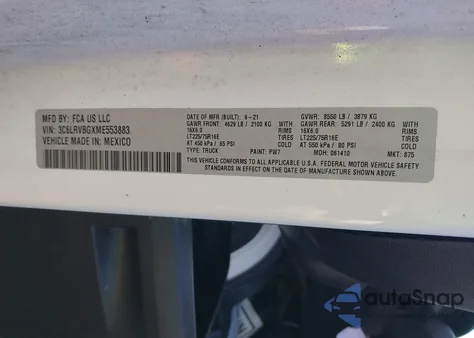 MFD BY: FCA US LLC
VIN: 3C6LRVBGXME553883
VEHICLE MADE IN: MEXICO
DATE OF MFR (BUILT): 6-21 GVWR: 8550 LB / 3879 KG
GAWR FRONT: 4629 LB / 2100 KG GAWR REAR: 5291 LB / 2400 KG
16X6.0 RIMS 16X6.0 RIMS
LT225/75R16E TIRES LT225/75R16E TIRES
AT 450 kPa / 65 PSI COLD AT 550 kPa / 80 PSI COLD
TYPE: TRUCK PAINT: PW7 MDH: 061410 MKT: 875
THIS VEHICLE CONFORMS TO ALL APPLICABLE U.S.A. FEDERAL MOTOR VEHICLE SAFETY
STANDARDS IN EFFECT ON THE DATE OF MANUFACTURE SHOWN ABOVE.
autoSnap